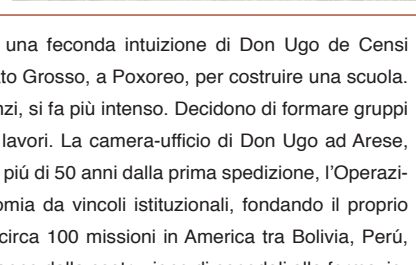 una feconda intuizione di Don Ugo de Censi
ato Grosso, a Poxoreo, per costruire una scuola.
nzi, si fa più intenso. Decidono di formare gruppi
lavori. La camera-ufficio di Don Ugo ad Arese,
piú di 50 anni dalla prima spedizione, l’Operazi-
omia da vincoli istituzionali, fondando il proprio
circa 100 missioni in America tra Bolivia, Perú,